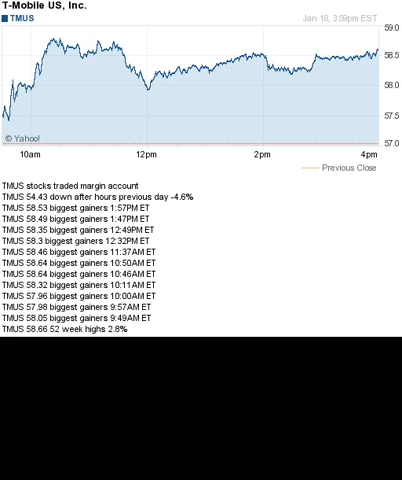 T-Mobile US, Inc.
TMUS Jan 18, 3:59pm EST
59.0
58.5
58.0
57.5
57.0
© Yahoo!
10am 12pm 2pm 4pm
Previous Close
TMUS stocks traded margin account
TMUS 54.43 down after hours previous day -4.6%
TMUS 58.53 biggest gainers 1:57PM ET
TMUS 58.49 biggest gainers 1:47PM ET
TMUS 58.35 biggest gainers 12:49PM ET
TMUS 58.3 biggest gainers 12:32PM ET
TMUS 58.46 biggest gainers 11:37AM ET
TMUS 58.64 biggest gainers 10:50AM ET
TMUS 58.64 biggest gainers 10:46AM ET
TMUS 58.32 biggest gainers 10:11AM ET
TMUS 57.96 biggest gainers 10:00AM ET
TMUS 57.98 biggest gainers 9:57AM ET
TMUS 58.05 biggest gainers 9:49AM ET
TMUS 58.66 52 week highs 2.8%